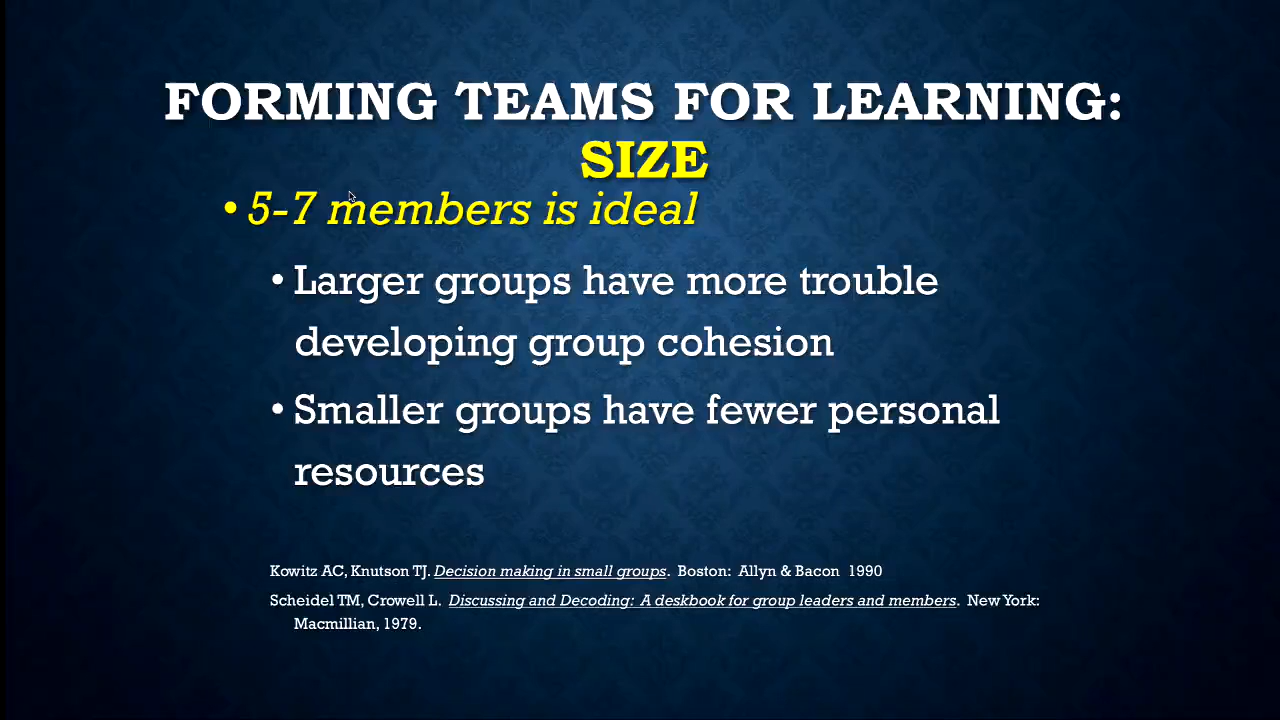 FORMING TEAMS FOR LEARNING:
SIZE
• 5-7 members is ideal
• Larger groups have more trouble
developing group cohesion
• Smaller groups have fewer personal
resources
Kowitz AC, Knutson TJ. Decision making in small groups. Boston: Allyn & Bacon 1990
Scheidel TM, Crowell L. Discussing and Decoding: A deskbook for group leaders and members. New York:
Macmillian, 1979.